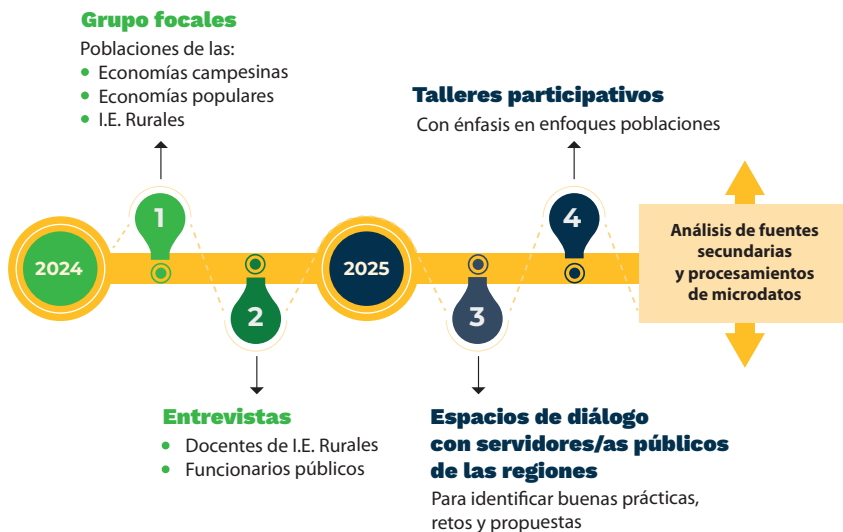 Grupo focales
Poblaciones de las:
• Economías campesinas
• Economías populares
• I.E. Rurales
2024
1
2
Entrevistas
• Docentes de I.E. Rurales
• Funcionarios públicos
2025
3
Espacios de diálogo
con servidores/as públicos
de las regiones
Para identificar buenas prácticas,
retos y propuestas
Talleres participativos
Con énfasis en enfoques poblaciones
4
Análisis de fuentes
secundarias
y procesamientos
de microdatos